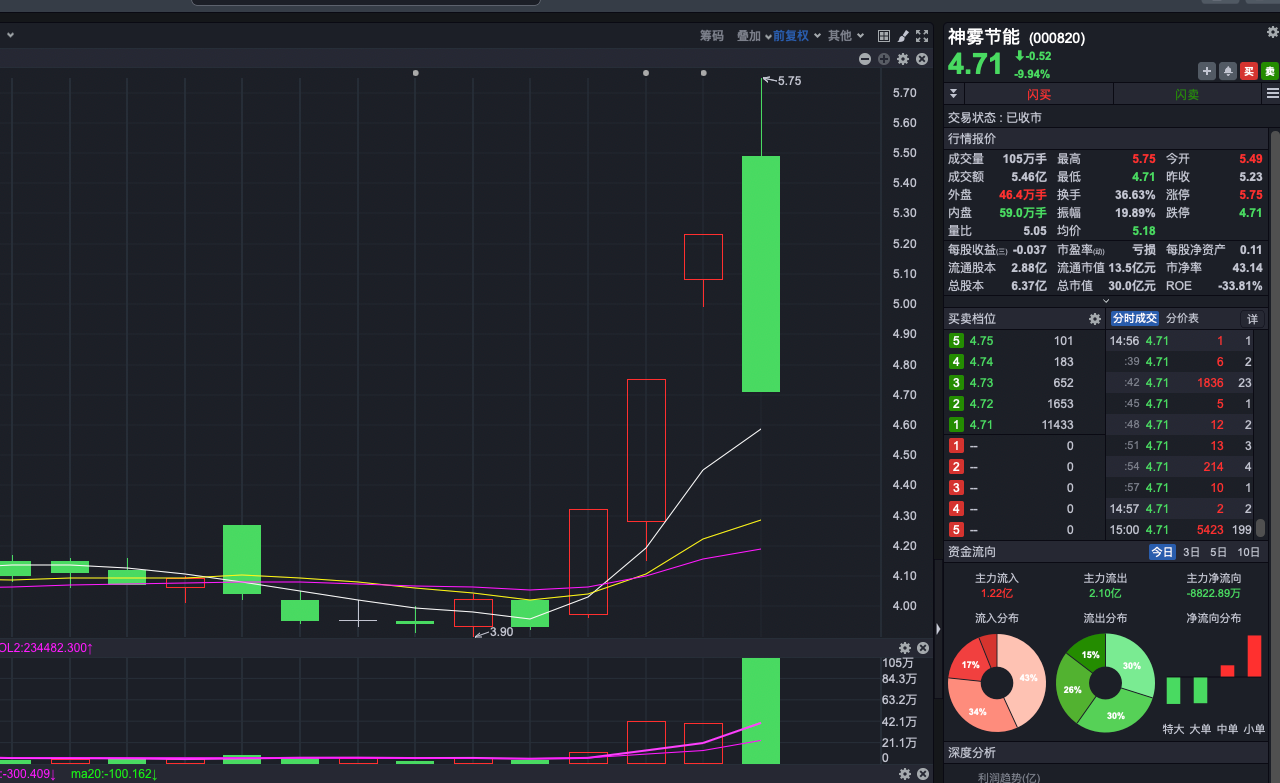 筹码 叠加 前复权 其他
5.75
3.90
5.70
5.60
5.50
5.40
5.30
5.20
5.10
5.00
4.90
4.80
4.70
4.60
4.50
4.40
4.30
4.20
4.10
4.00
OL2:234482.300↑
105万
84.3万
63.2万
42.1万
21.1万
0
:-300.409↓ ma20:-100.162↓
神雾节能 (000820)
4.71 -0.52
-9.94%
买 卖
闪买 闪卖
交易状态 : 已收市
行情报价
成交量 105万手 最高 5.75 今开 5.49
成交额 5.46亿 最低 4.71 昨收 5.23
外盘 46.4万手 换手 36.63% 涨停 5.75
内盘 59.0万手 振幅 19.89% 跌停 4.71
量比 5.05 均价 5.18
每股收益(三) -0.037 市盈率(动) 亏损 每股净资产 0.11
流通股本 2.88亿 流通市值 13.5亿元 市净率 43.14
总股本 6.37亿 总市值 30.0亿元 ROE -33.81%
买卖档位
5 4.75 101
4 4.74 183
3 4.73 652
2 4.72 1653
1 4.71 11433
1 -- 0
2 -- 0
3 -- 0
4 -- 0
5 -- 0
分时成交 分价表 详
14:56 4.71 1 1
:39 4.71 6 2
:42 4.71 1836 23
:45 4.71 5 1
:48 4.71 12 2
:51 4.71 13 3
:54 4.71 214 4
:57 4.71 10 1
14:57 4.71 2 2
15:00 4.71 5423 199
资金流向 今日 3日 5日 10日
主力流入 主力流出 主力净流向
1.22亿 2.10亿 -8822.89万
流入分布 流出分布 净流向分布
17% 43% 34%
15% 30% 26% 30%
特大 大单 中单 小单
深度分析
利润趋势(亿)